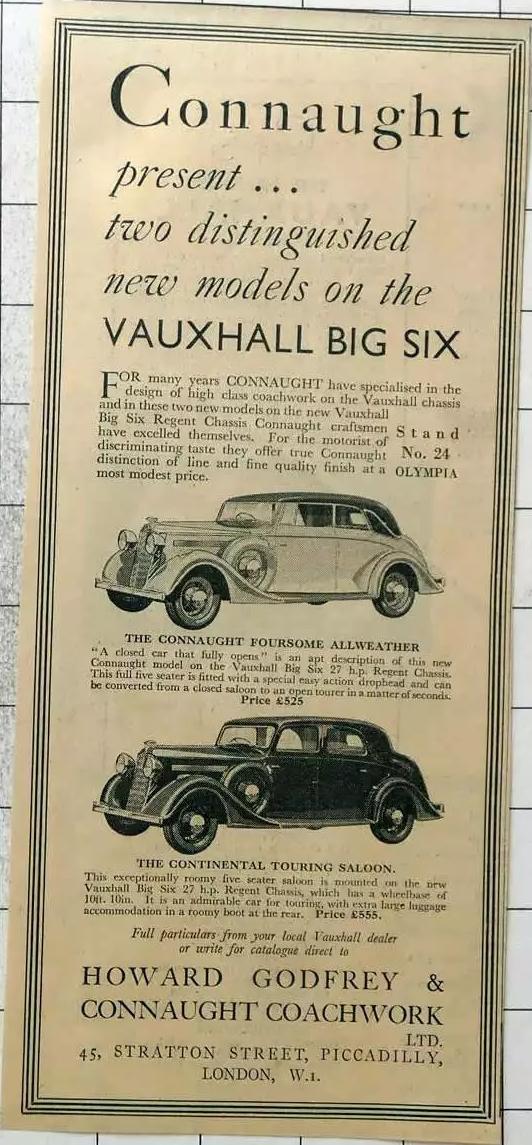 Connaught
present ...
two distinguished
new models on the
VAUXHALL BIG SIX
FOR many years CONNAUGHT have specialised in the
design of high class coachwork on the Vauxhall chassis
and in these two new models on the new Vauxhall
Big Six Regent Chassis Connaught craftsmen
have excelled themselves. For the motorist of
discriminating taste they offer true Connaught
distinction of line and fine quality finish at a
most modest price.
Stand
No. 24
OLYMPIA
THE CONNAUGHT FOURSOME ALLWEATHER
"A closed car that fully opens" is an apt description of this new
Connaught model on the Vauxhall Big Six 27 h.p. Regent Chassis.
This full five seater is fitted with a special easy action drophead and can
be converted from a closed saloon to an open tourer in a matter of seconds.
Price £525
THE CONTINENTAL TOURING SALOON.
This exceptionally roomy five seater saloon is mounted on the new
Vauxhall Big Six 27 h.p. Regent Chassis, which has a wheelbase of
10ft. 10in. It is an admirable car for touring, with extra large luggage
accommodation in a roomy boot at the rear. Price £555.
Full particulars from your local Vauxhall dealer
or write for catalogue direct to
HOWARD GODFREY &
CONNAUGHT COACHWORK
LTD.
45, STRATTON STREET, PICCADILLY,
LONDON, W.1.